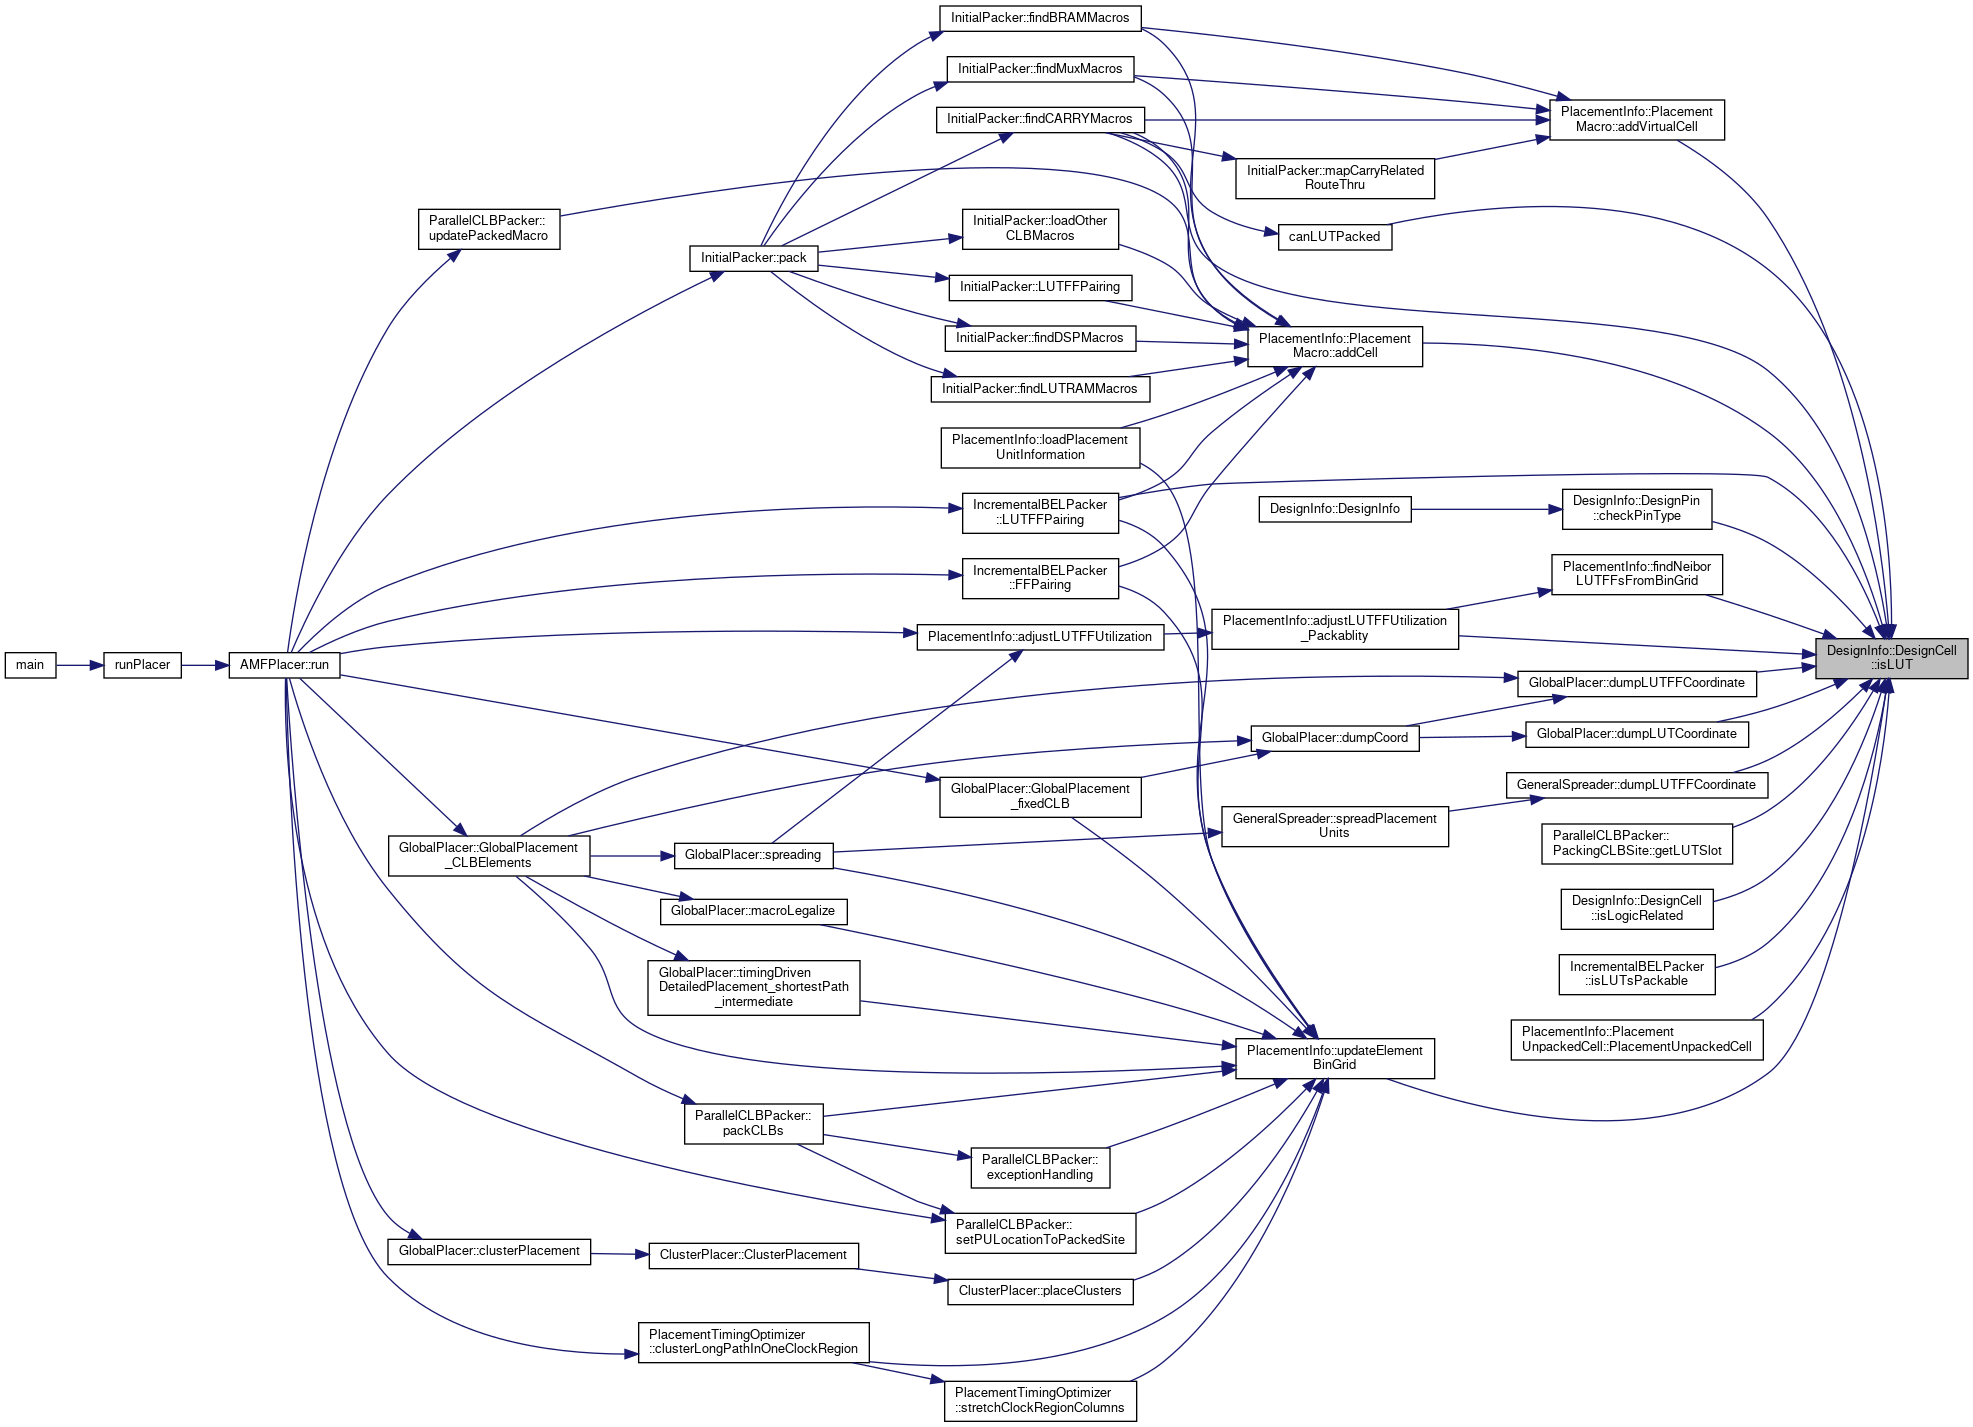 InitialPacker::findBRAMMacros
InitialPacker::findMuxMacros
InitialPacker::findCARRYMacros
PlacementInfo::Placement
Macro::addVirtualCell
InitialPacker::mapCarryRelated
RouteThru
ParallelCLBPacker::
updatePackedMacro
InitialPacker::loadOther
CLBMacros
canLUTPacked
InitialPacker::pack
InitialPacker::LUTFFPairing
InitialPacker::findDSPMacros
PlacementInfo::Placement
Macro::addCell
InitialPacker::findLUTRAMMacros
PlacementInfo::loadPlacement
UnitInformation
IncrementalBELPacker
::LUTFFPairing
DesignInfo::DesignInfo
DesignInfo::DesignPin
::checkPinType
IncrementalBELPacker
::FFPairing
PlacementInfo::findNeibor
LUTFFsFromBinGrid
PlacementInfo::adjustLUTFFUtilization
PlacementInfo::adjustLUTFFUtilization
_Packablity
main
runPlacer
AMFPlacer::run
DesignInfo::DesignCell
::isLUT
GlobalPlacer::dumpLUTFFCoordinate
GlobalPlacer::dumpCoord
GlobalPlacer::dumpLUTCoordinate
GlobalPlacer::GlobalPlacement
_fixedCLB
GeneralSpreader::dumpLUTFFCoordinate
GeneralSpreader::spreadPlacement
Units
GlobalPlacer::GlobalPlacement
_CLBElements
GlobalPlacer::spreading
ParallelCLBPacker::
PackingCLBSite::getLUTSlot
GlobalPlacer::macroLegalize
DesignInfo::DesignCell
::isLogicRelated
GlobalPlacer::timingDriven
DetailedPlacement_shortestPath
_intermediate
IncrementalBELPacker
::isLUTsPackable
PlacementInfo::Placement
UnpackedCell::PlacementUnpackedCell
PlacementInfo::updateElement
BinGrid
ParallelCLBPacker::
packCLBs
ParallelCLBPacker::
exceptionHandling
ParallelCLBPacker::
setPULocationToPackedSite
GlobalPlacer::clusterPlacement
ClusterPlacer::ClusterPlacement
ClusterPlacer::placeClusters
PlacementTimingOptimizer
::clusterLongPathInOneClockRegion
PlacementTimingOptimizer
::stretchClockRegionColumns